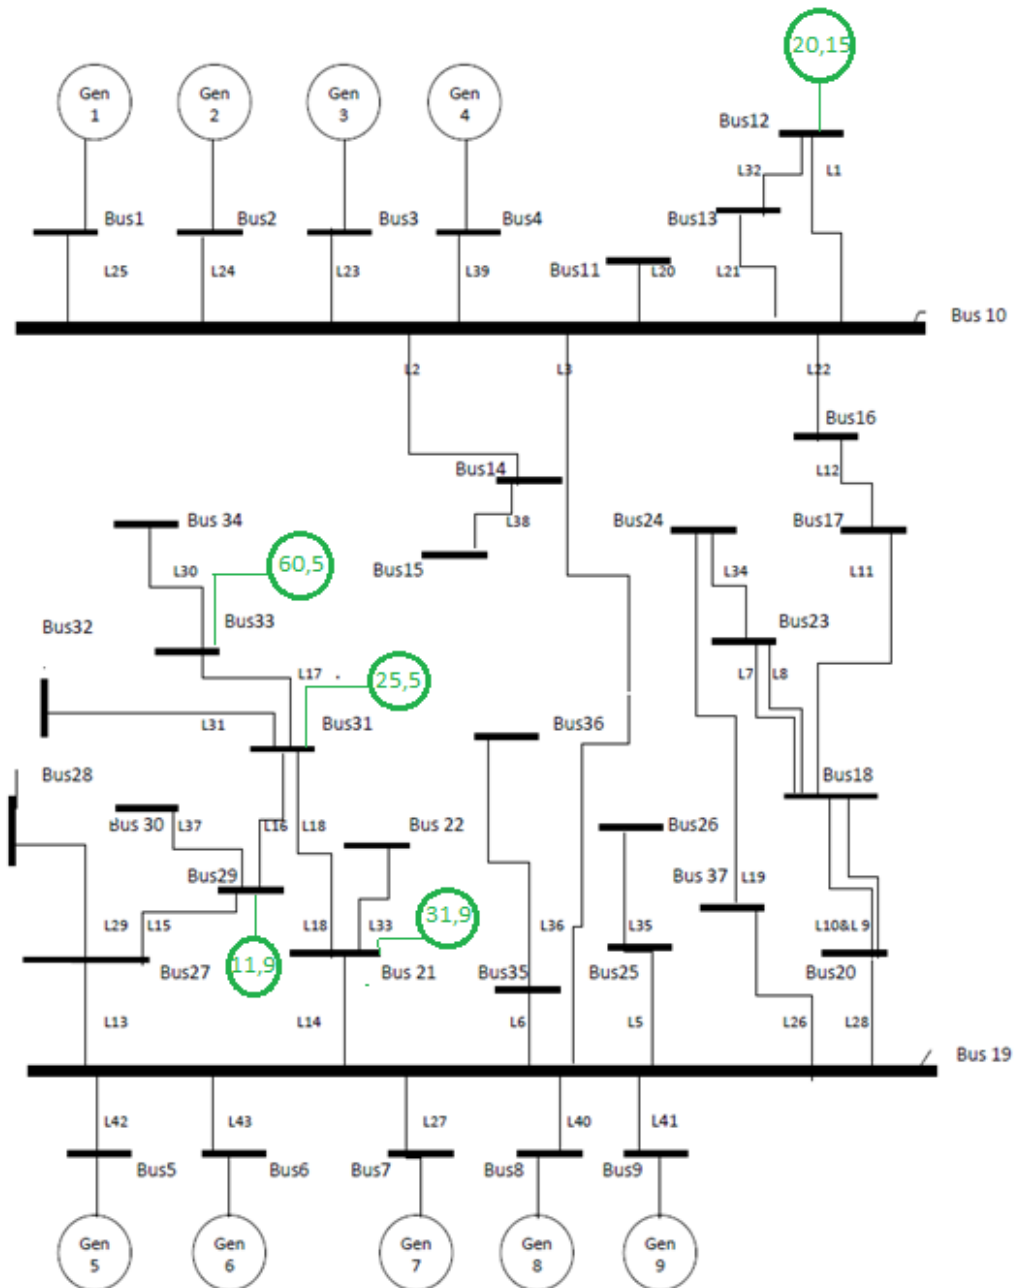 20,15
Gen
1
Gen
2
Gen
3
Gen
4
Bus12
L32
L1
Bus1
Bus2
Bus3
Bus4
Bus13
L25
L24
L23
L39
Bus11
L20
L21
Bus 10
L2
L3
L22
Bus16
Bus14
L12
L38
Bus 34
Bus24
Bus17
60,5
Bus15
L30
L34
L11
Bus32
Bus33
Bus23
L17
25,5
L7
L8
L31
Bus31
Bus36
Bus28
Bus18
Bus 30
L37
L16
L18
Bus 22
Bus26
Bus29
Bus 37
L19
31,9
L29
L15
L18
L33
L36
L35
L10&L 9
11,9
Bus27
Bus 21
Bus35
Bus25
Bus20
L13
L14
L6
L5
L26
L28
Bus 19
L42
L43
L27
L40
L41
Bus5
Bus6
Bus7
Bus8
Bus9
Gen
5
Gen
6
Gen
7
Gen
8
Gen
9